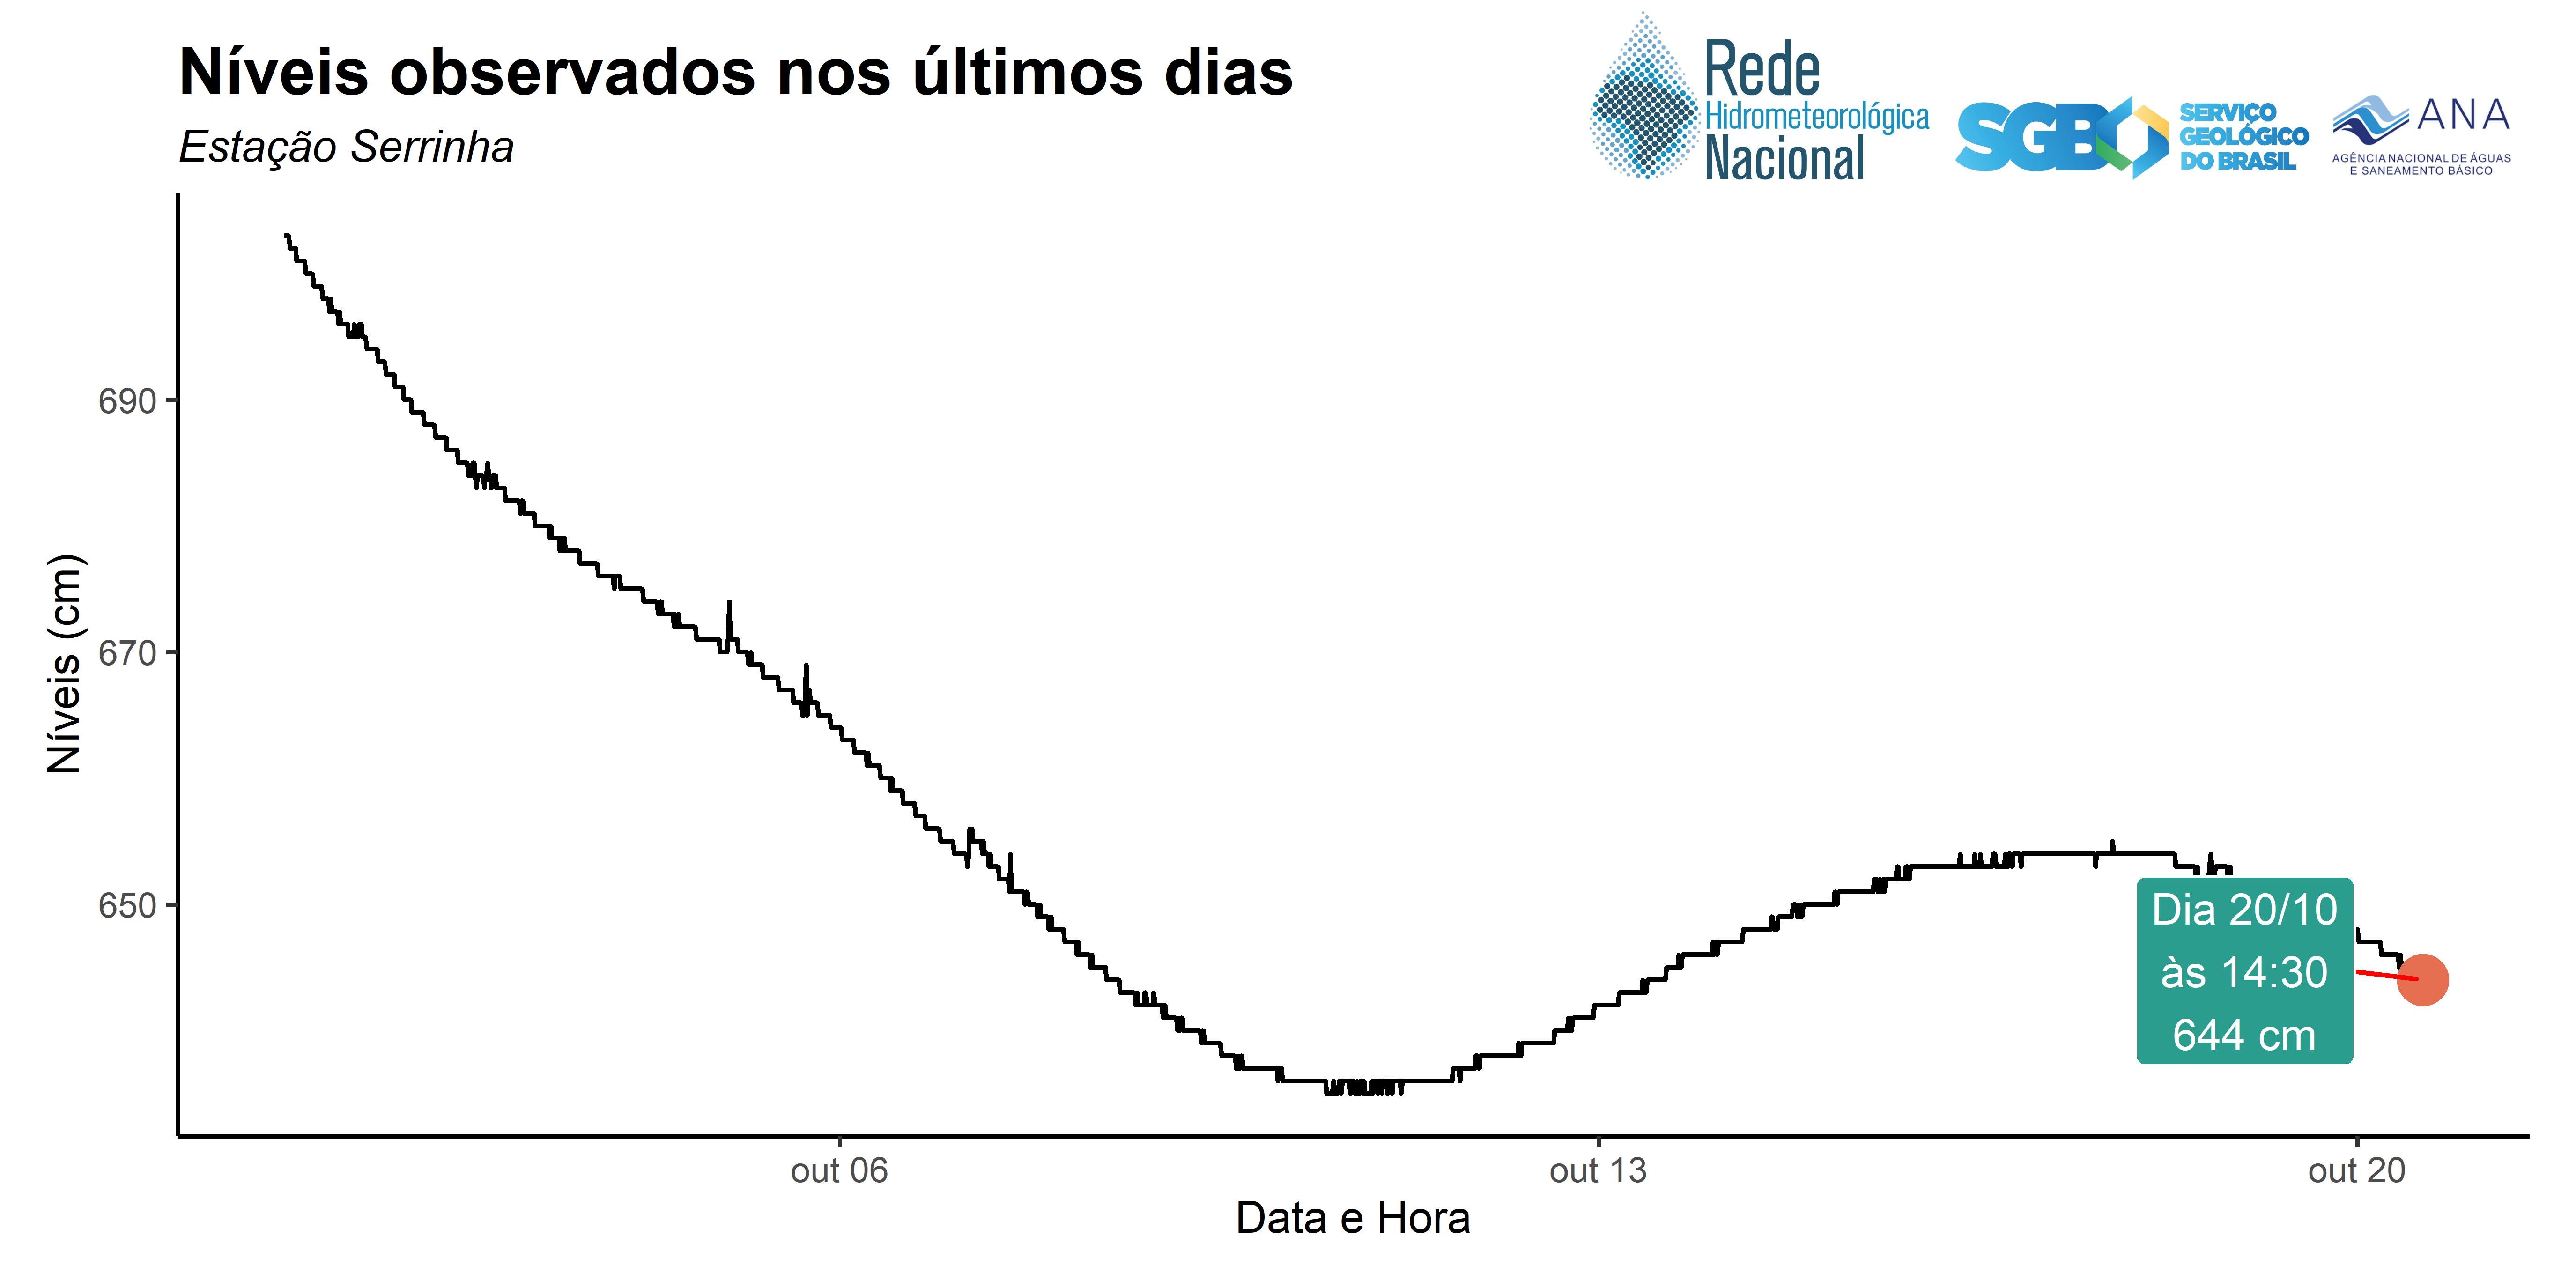 Níveis observados nos últimos dias
Estação Serrinha
Rede
Hidrometeorológica
Nacional
SGB
SERVIÇO
GEOLÓGICO
DO BRASIL
ANA
AGÊNCIA NACIONAL DE ÁGUAS
E SANEAMENTO BÁSICO
Níveis (cm)
690
670
650
Dia 20/10
às 14:30
644 cm
out 06
out 13
out 20
Data e Hora